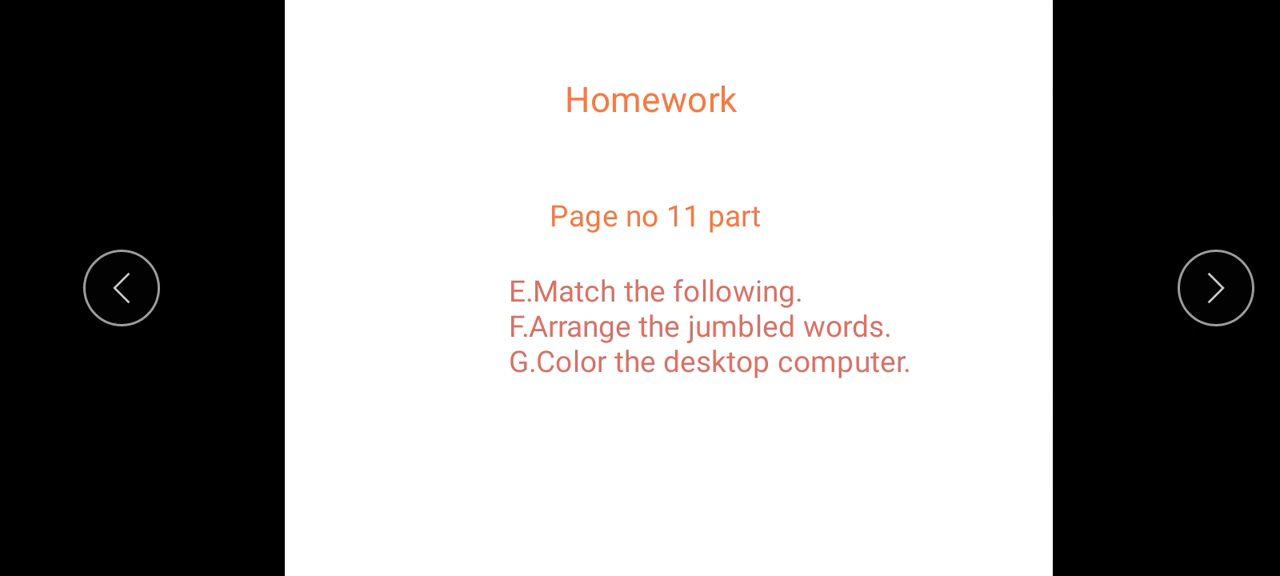 Homework
Page no 11 part
E.Match the following.
F.Arrange the jumbled words.
G.Color the desktop computer.